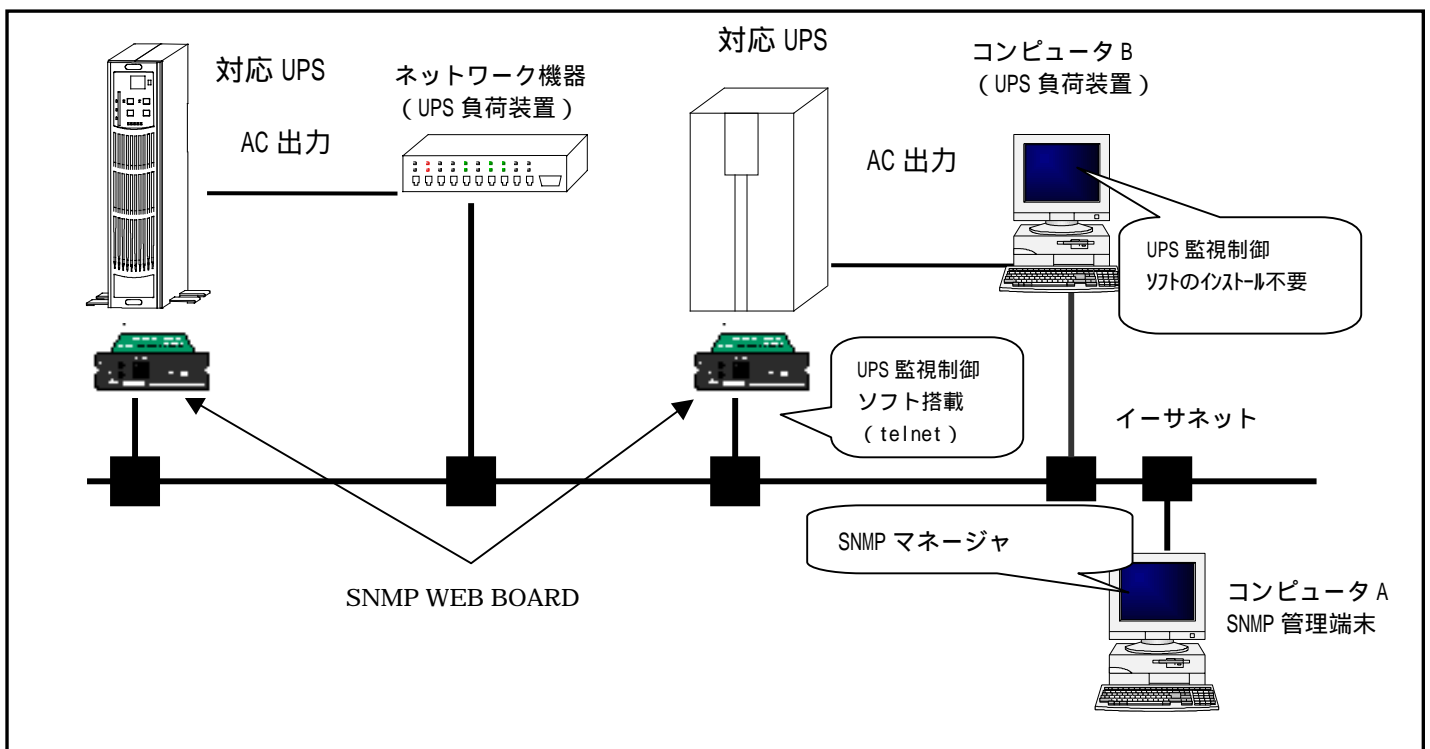 対応 UPS
ネットワーク機器
（UPS 負荷装置）
AC 出力
対応 UPS
コンピュータ B
（UPS 負荷装置）
AC 出力
UPS 監視制御
ｿﾌﾄのｲﾝｽﾄｰﾙ不要
UPS 監視制御
ソフト搭載
（telnet）
イーサネット
SNMP マネージャ
SNMP WEB BOARD
コンピュータ A
SNMP 管理端末